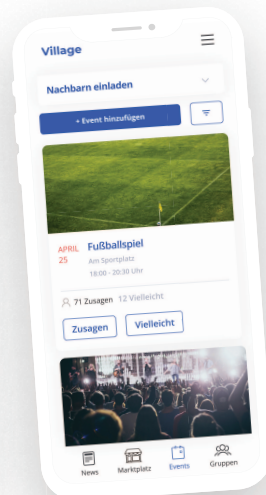 Village
Nachbarn einladen
+ Event hinzufügen
APRIL
25
Fußballspiel
Am Sportplatz
18:00 - 20:30 Uhr
71 Zusagen 12 Vielleicht
Zusagen
Vielleicht
News
Marktplatz
Events
Gruppen